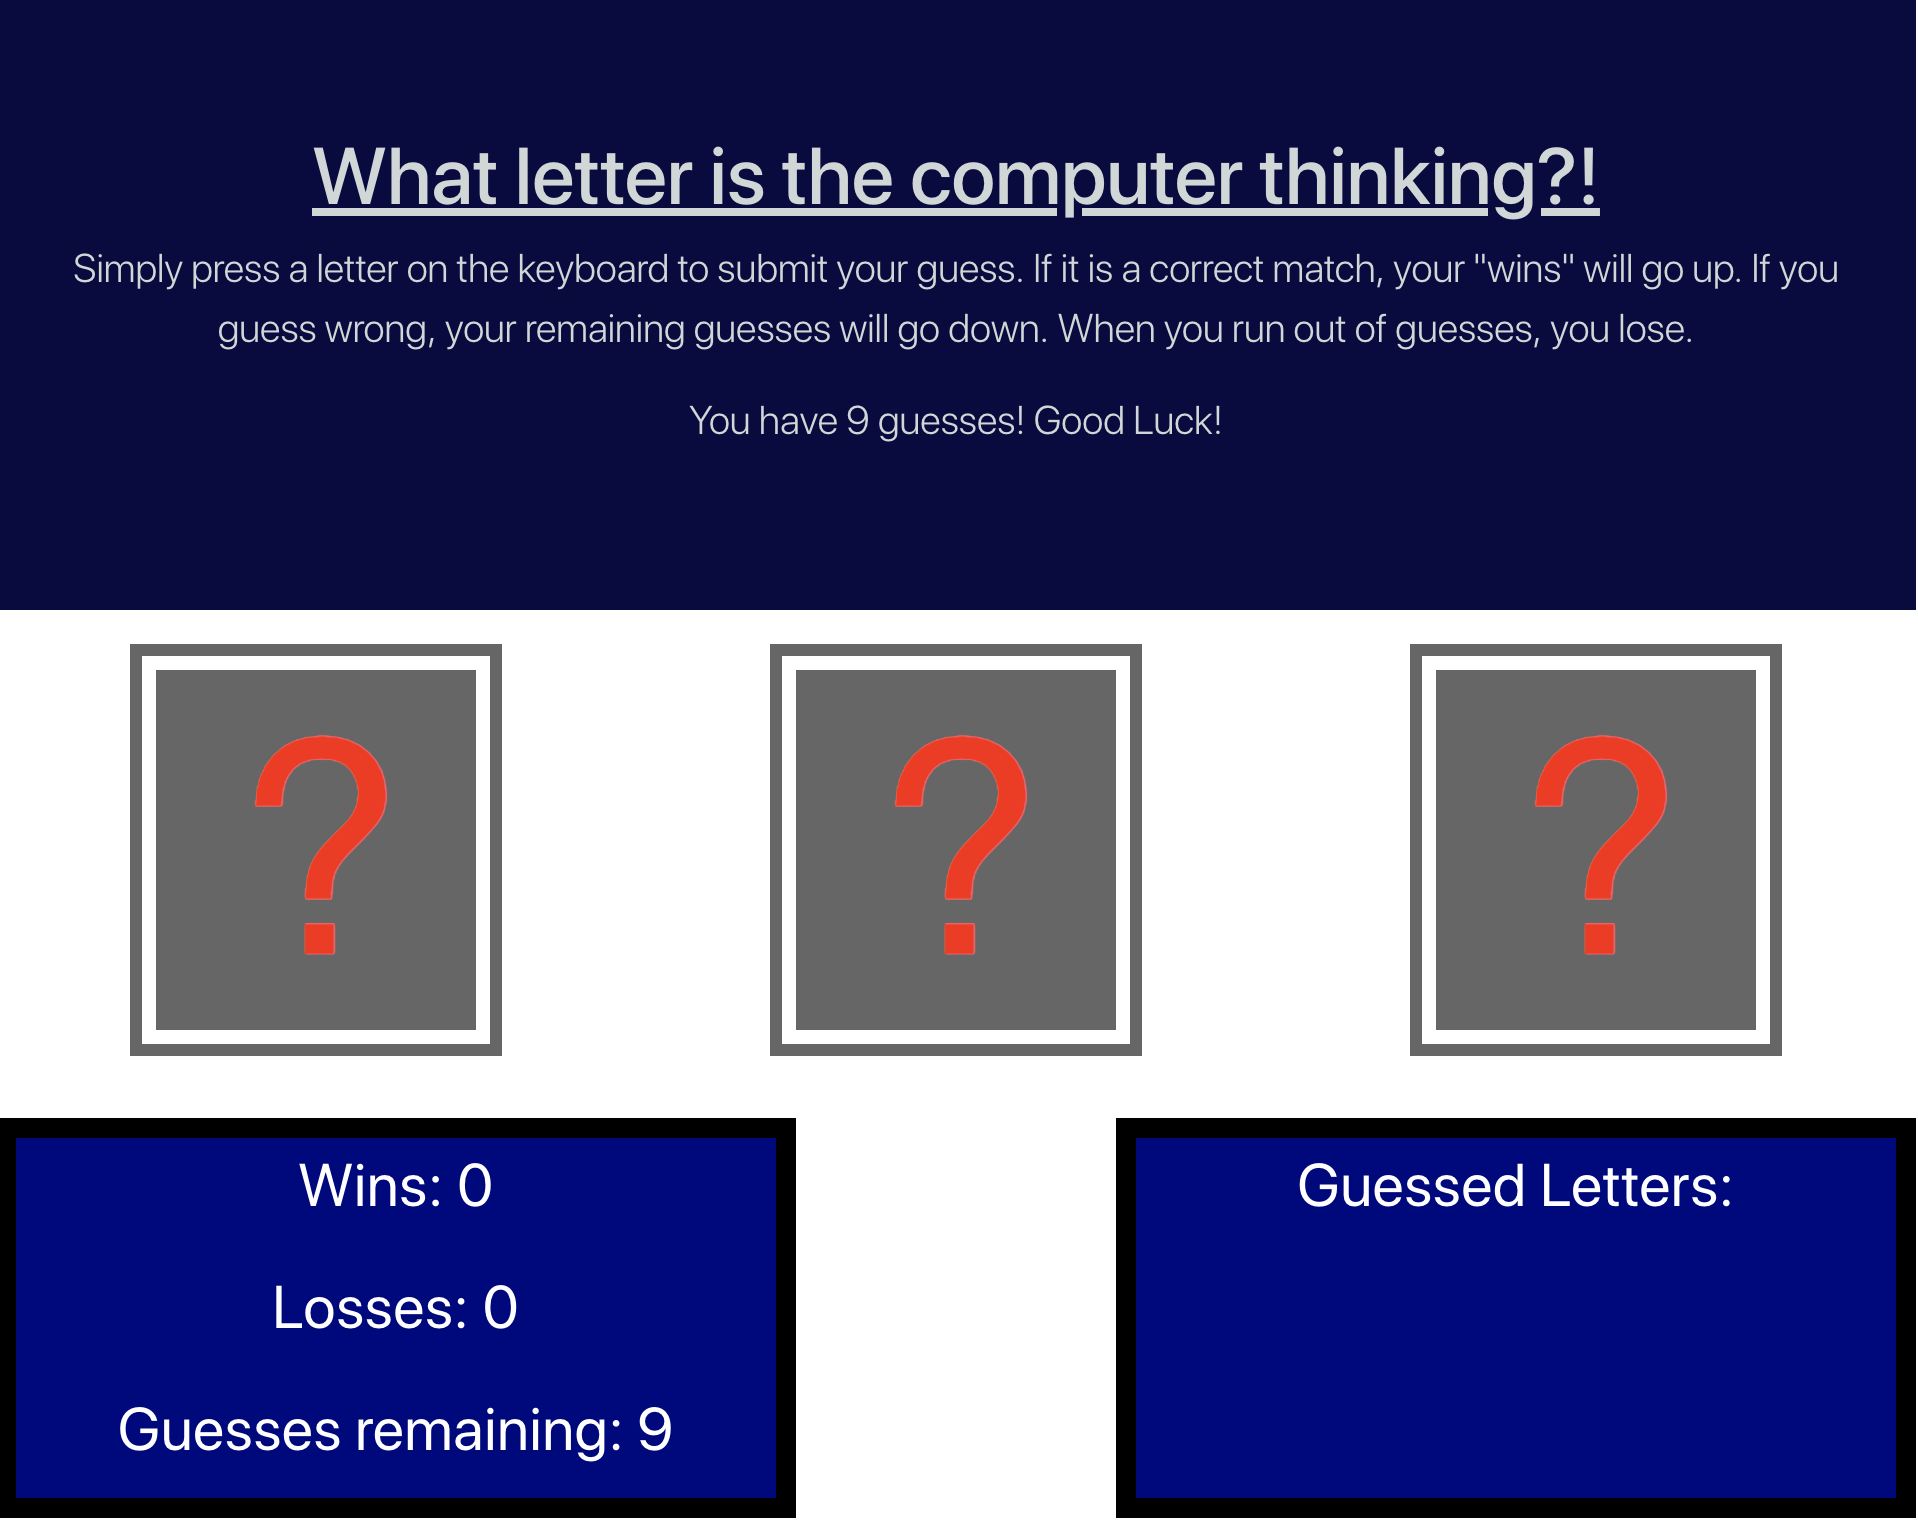 What letter is the computer thinking?!
Simply press a letter on the keyboard to submit your guess. If it is a correct match, your "wins" will go up. If you
guess wrong, your remaining guesses will go down. When you run out of guesses, you lose.
You have 9 guesses! Good Luck!
? ? ?
Wins: 0
Losses: 0
Guesses remaining: 9
Guessed Letters: